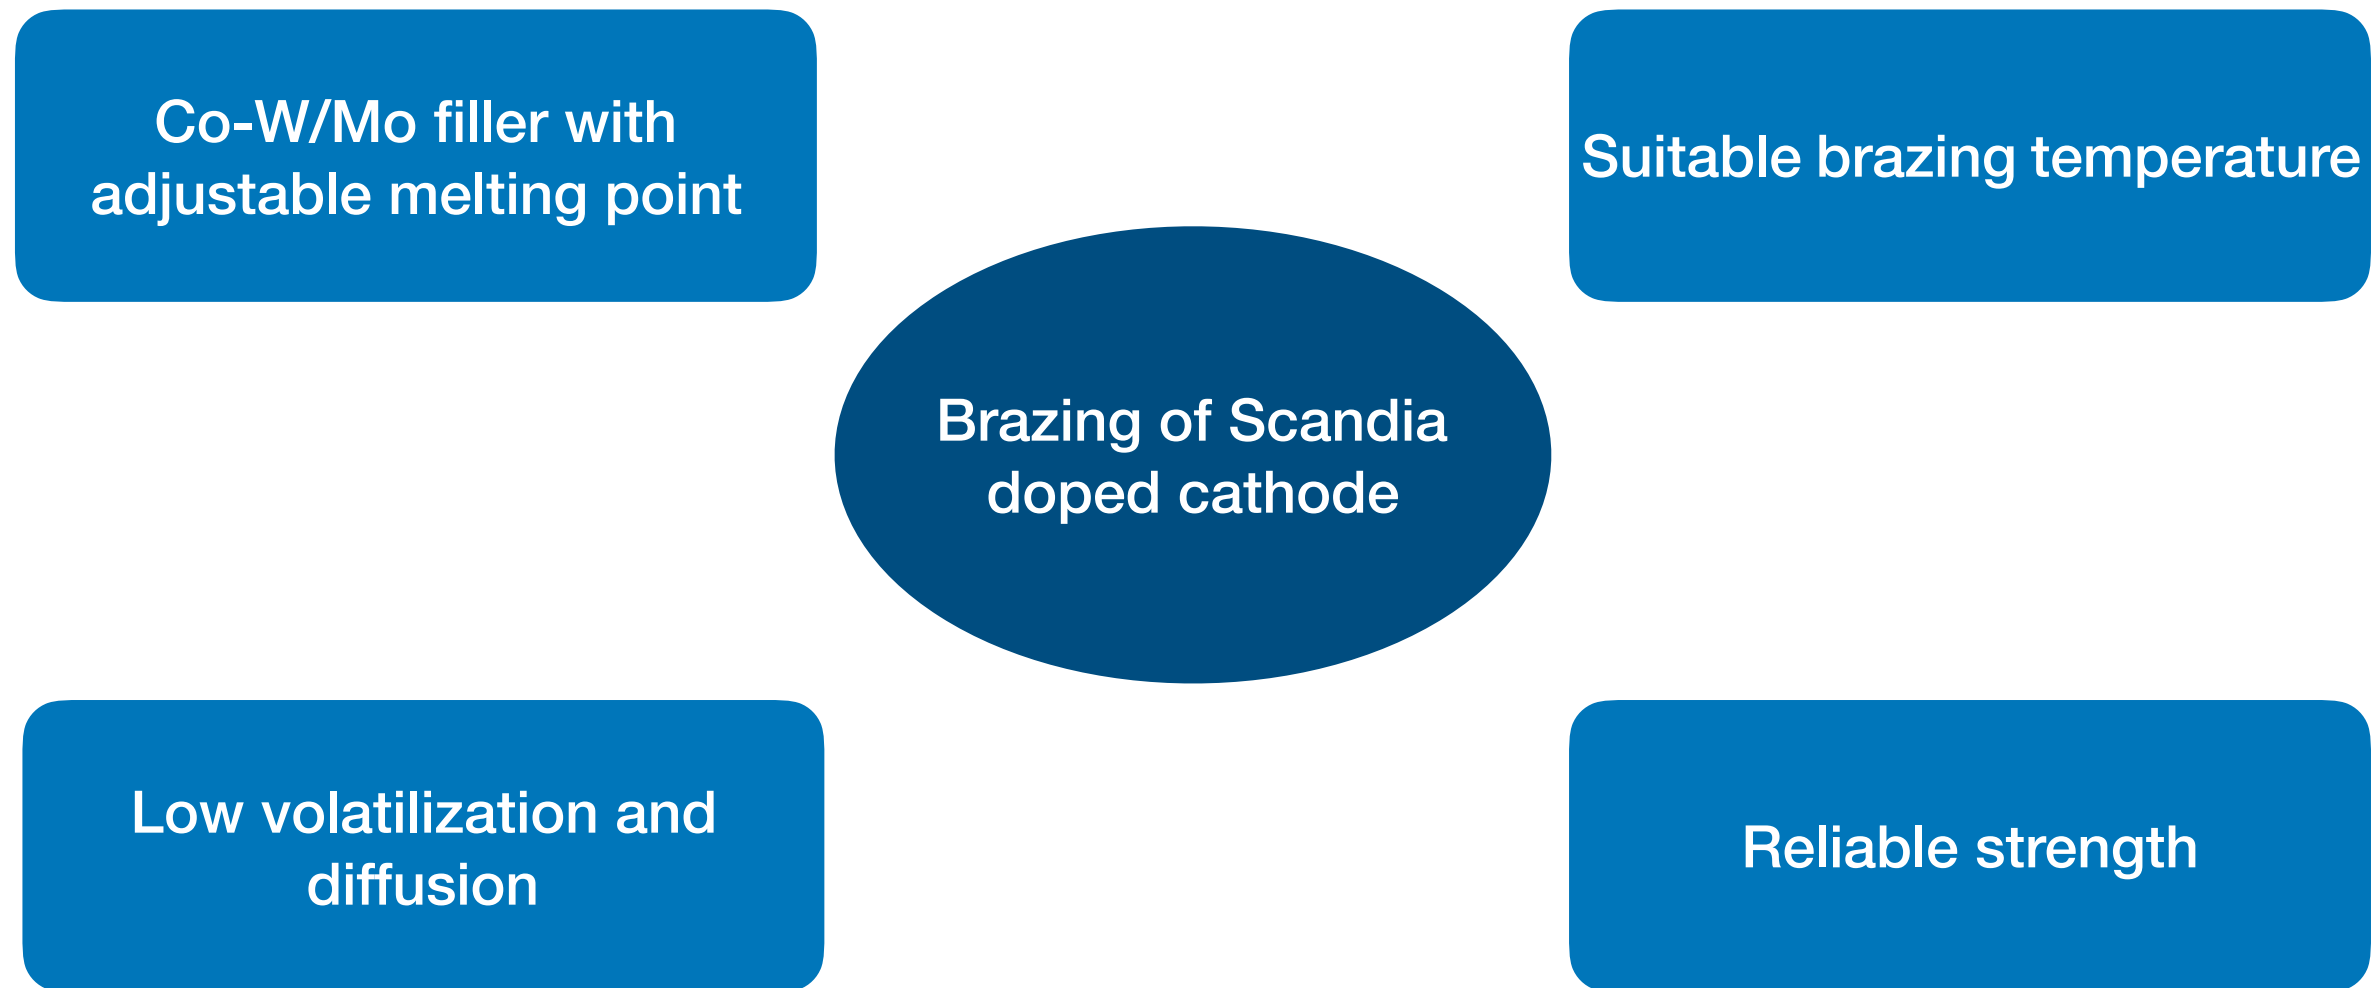 Co-W/Mo filler with
adjustable melting point
Suitable brazing temperature
Brazing of Scandia
doped cathode
Low volatilization and
diffusion
Reliable strength